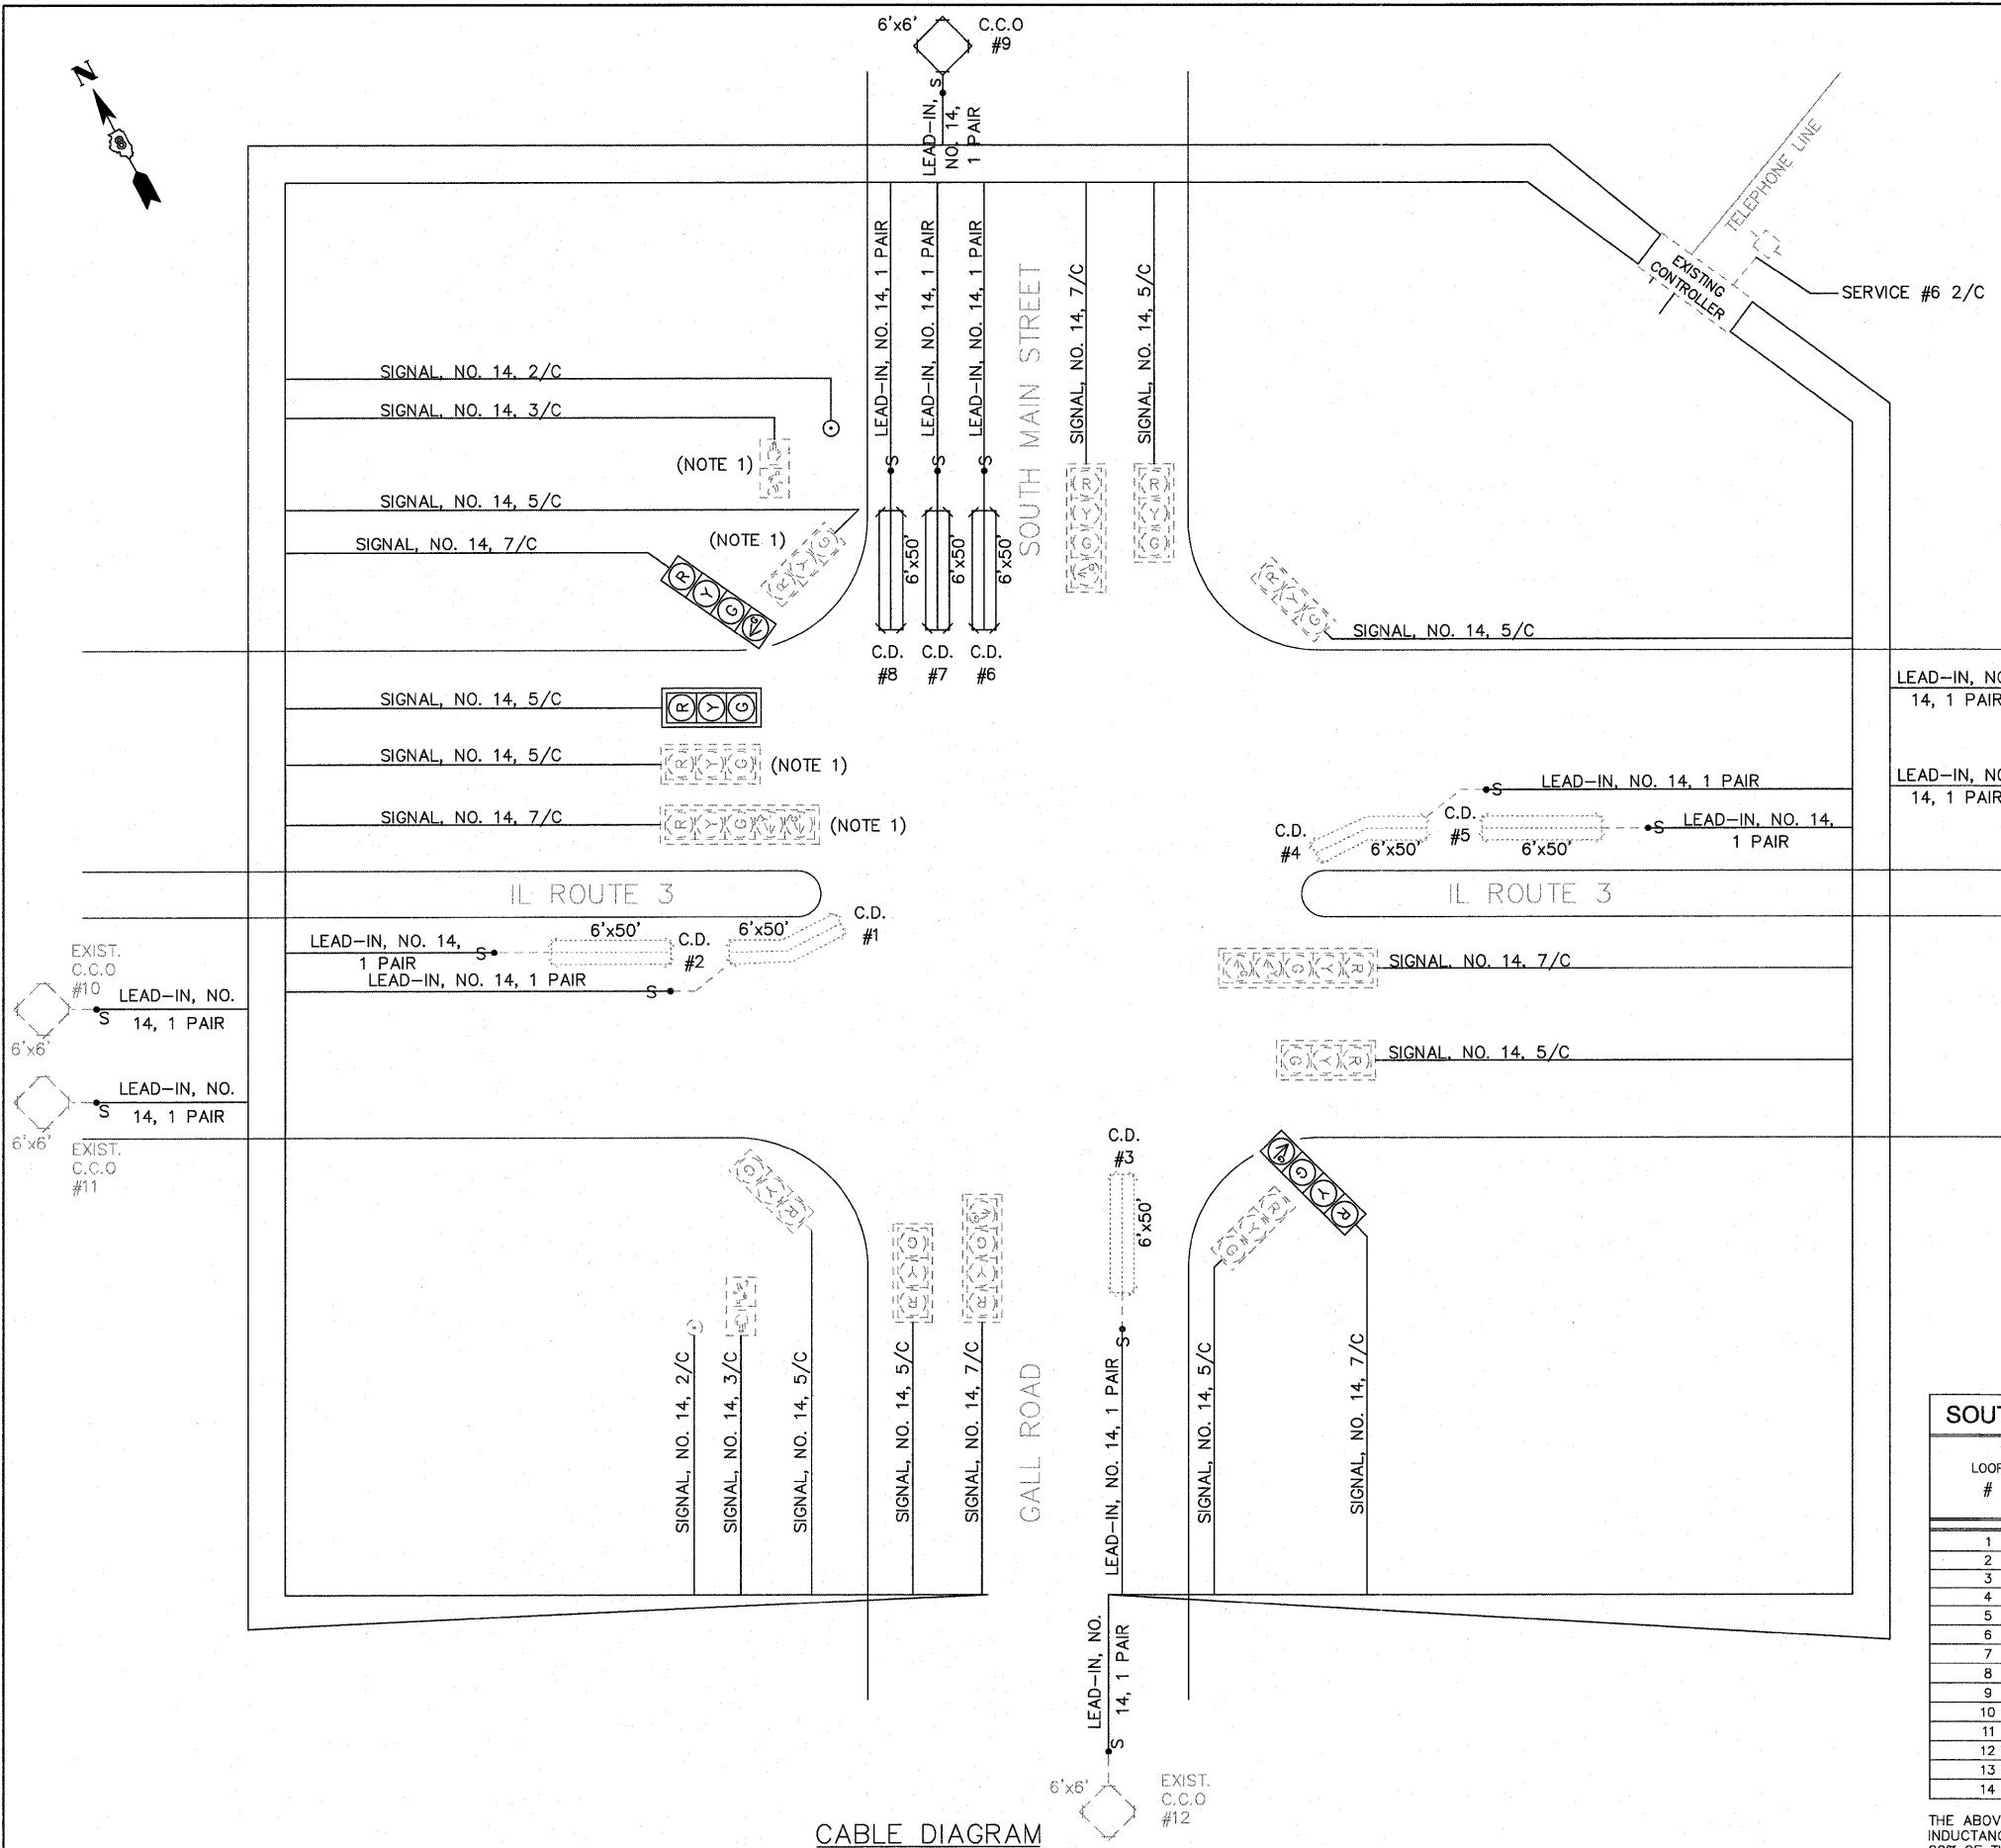 6'x6'
C.C.O
#9
N
8
S
LEAD-IN,
NO. 14,
1 PAIR
TELEPHONE LINE
EXISTING
CONTROLLER
SERVICE #6 2/C
LEAD-IN, NO. 14, 1 PAIR
LEAD-IN, NO. 14, 1 PAIR
LEAD-IN, NO. 14, 1 PAIR
SOUTH MAIN STREET
SIGNAL, NO. 14, 7/C
SIGNAL, NO. 14, 5/C
SIGNAL, NO. 14, 2/C
SIGNAL, NO. 14, 3/C
(NOTE 1)
S
S
S
R
Y
G
G
R
Y
G
SIGNAL, NO. 14, 5/C
(NOTE 1)
R Y G
SIGNAL, NO. 14, 7/C
R Y G G
6'x50'
6'x50'
6'x50'
C.D.
#8
C.D.
#7
C.D.
#6
R Y G
SIGNAL, NO. 14, 5/C
SIGNAL, NO. 14, 5/C
R Y G
SIGNAL, NO. 14, 5/C
R Y G
(NOTE 1)
SIGNAL, NO. 14, 7/C
R Y G Y G
(NOTE 1)
LEAD-IN, NO
14, 1 PAIR
LEAD-IN, NO
14, 1 PAIR
S
LEAD-IN, NO. 14, 1 PAIR
C.D.
#4
6'x50'
C.D.
#5
6'x50'
S
LEAD-IN, NO. 14,
1 PAIR
IL ROUTE 3
IL ROUTE 3
LEAD-IN, NO. 14,
1 PAIR
S
6'x50'
C.D.
#2
6'x50'
C.D.
#1
LEAD-IN, NO. 14, 1 PAIR
S
EXIST.
C.C.O
#10
6'x6'
S
LEAD-IN, NO.
14, 1 PAIR
6'x6'
S
LEAD-IN, NO.
14, 1 PAIR
EXIST.
C.C.O
#11
G Y G Y R
SIGNAL, NO. 14, 7/C
G Y R
SIGNAL, NO. 14, 5/C
C.D.
#3
6'x50'
S
LEAD-IN, NO. 14, 1 PAIR
G Y R
G Y R
G G Y R
SIGNAL, NO. 14, 2/C
SIGNAL, NO. 14, 3/C
SIGNAL, NO. 14, 5/C
SIGNAL, NO. 14, 5/C
SIGNAL, NO. 14, 7/C
GALL ROAD
R Y G
G G Y R
SIGNAL, NO. 14, 5/C
SIGNAL, NO. 14, 7/C
LEAD-IN, NO.
14, 1 PAIR
S
6'x6'
EXIST.
C.C.O
#12
CABLE DIAGRAM
SOUT
LOOP
#
1
2
3
4
5
6
7
8
9
10
11
12
13
14
THE ABOV
INDUCTANC